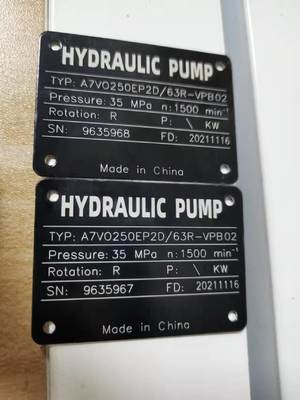 HYDRAULIC PUMP
TYP: A7VO250EP2D/63R-VPB02
Pressure: 35 MPa n: 1500 min⁻¹
Rotation: R P: \ KW
SN: 9635968 FD: 20211116
Made in China
HYDRAULIC PUMP
TYP: A7VO250EP2D/63R-VPB02
Pressure: 35 MPa n: 1500 min⁻¹
Rotation: R P: \ KW
SN: 9635967 FD: 20211116
Made in China